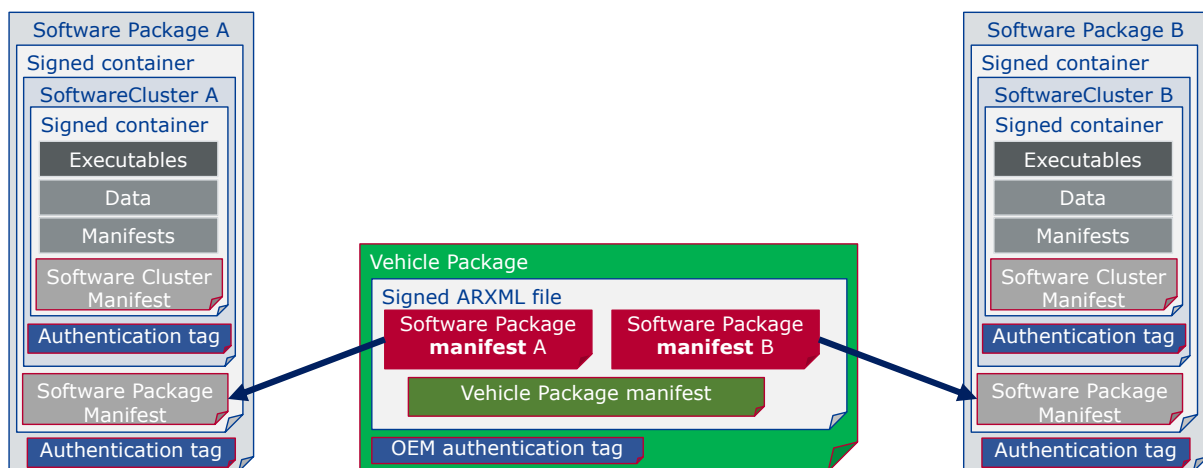 Software Package A
Signed container
SoftwareCluster A
Signed container
Executables
Data
Manifests
Software Cluster
Manifest
Authentication tag
Software Package
Manifest
Authentication tag
Vehicle Package
Signed ARXML file
Software Package
manifest A
Software Package
manifest B
Vehicle Package manifest
OEM authentication tag
Software Package B
Signed container
SoftwareCluster B
Signed container
Executables
Data
Manifests
Software Cluster
Manifest
Authentication tag
Software Package
Manifest
Authentication tag